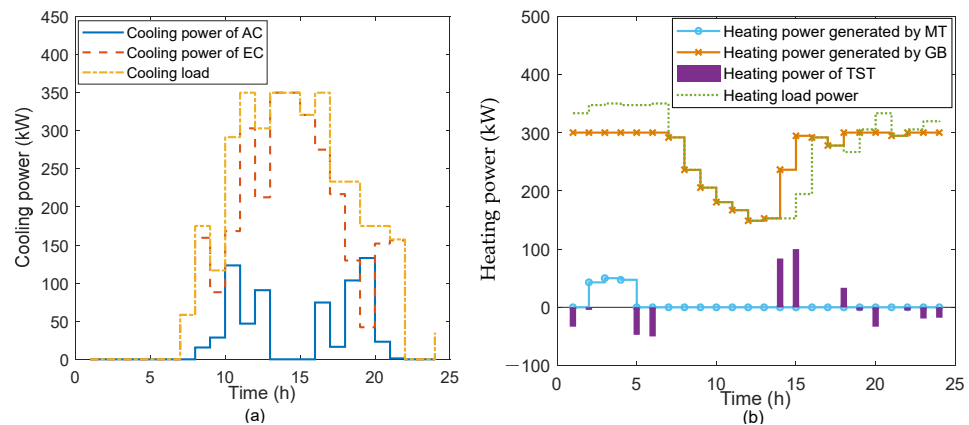 450
400
350
300
250
200
150
100
50
0
Cooling power (kW)
Cooling power of AC
Cooling power of EC
Cooling load
0 5 10 15 20 25
Time (h)
(a)
500
400
300
200
100
0
−100
Heating power (kW)
Heating power generated by MT
Heating power generated by GB
Heating power of TST
Heating load power
0 5 10 15 20 25
Time (h)
(b)